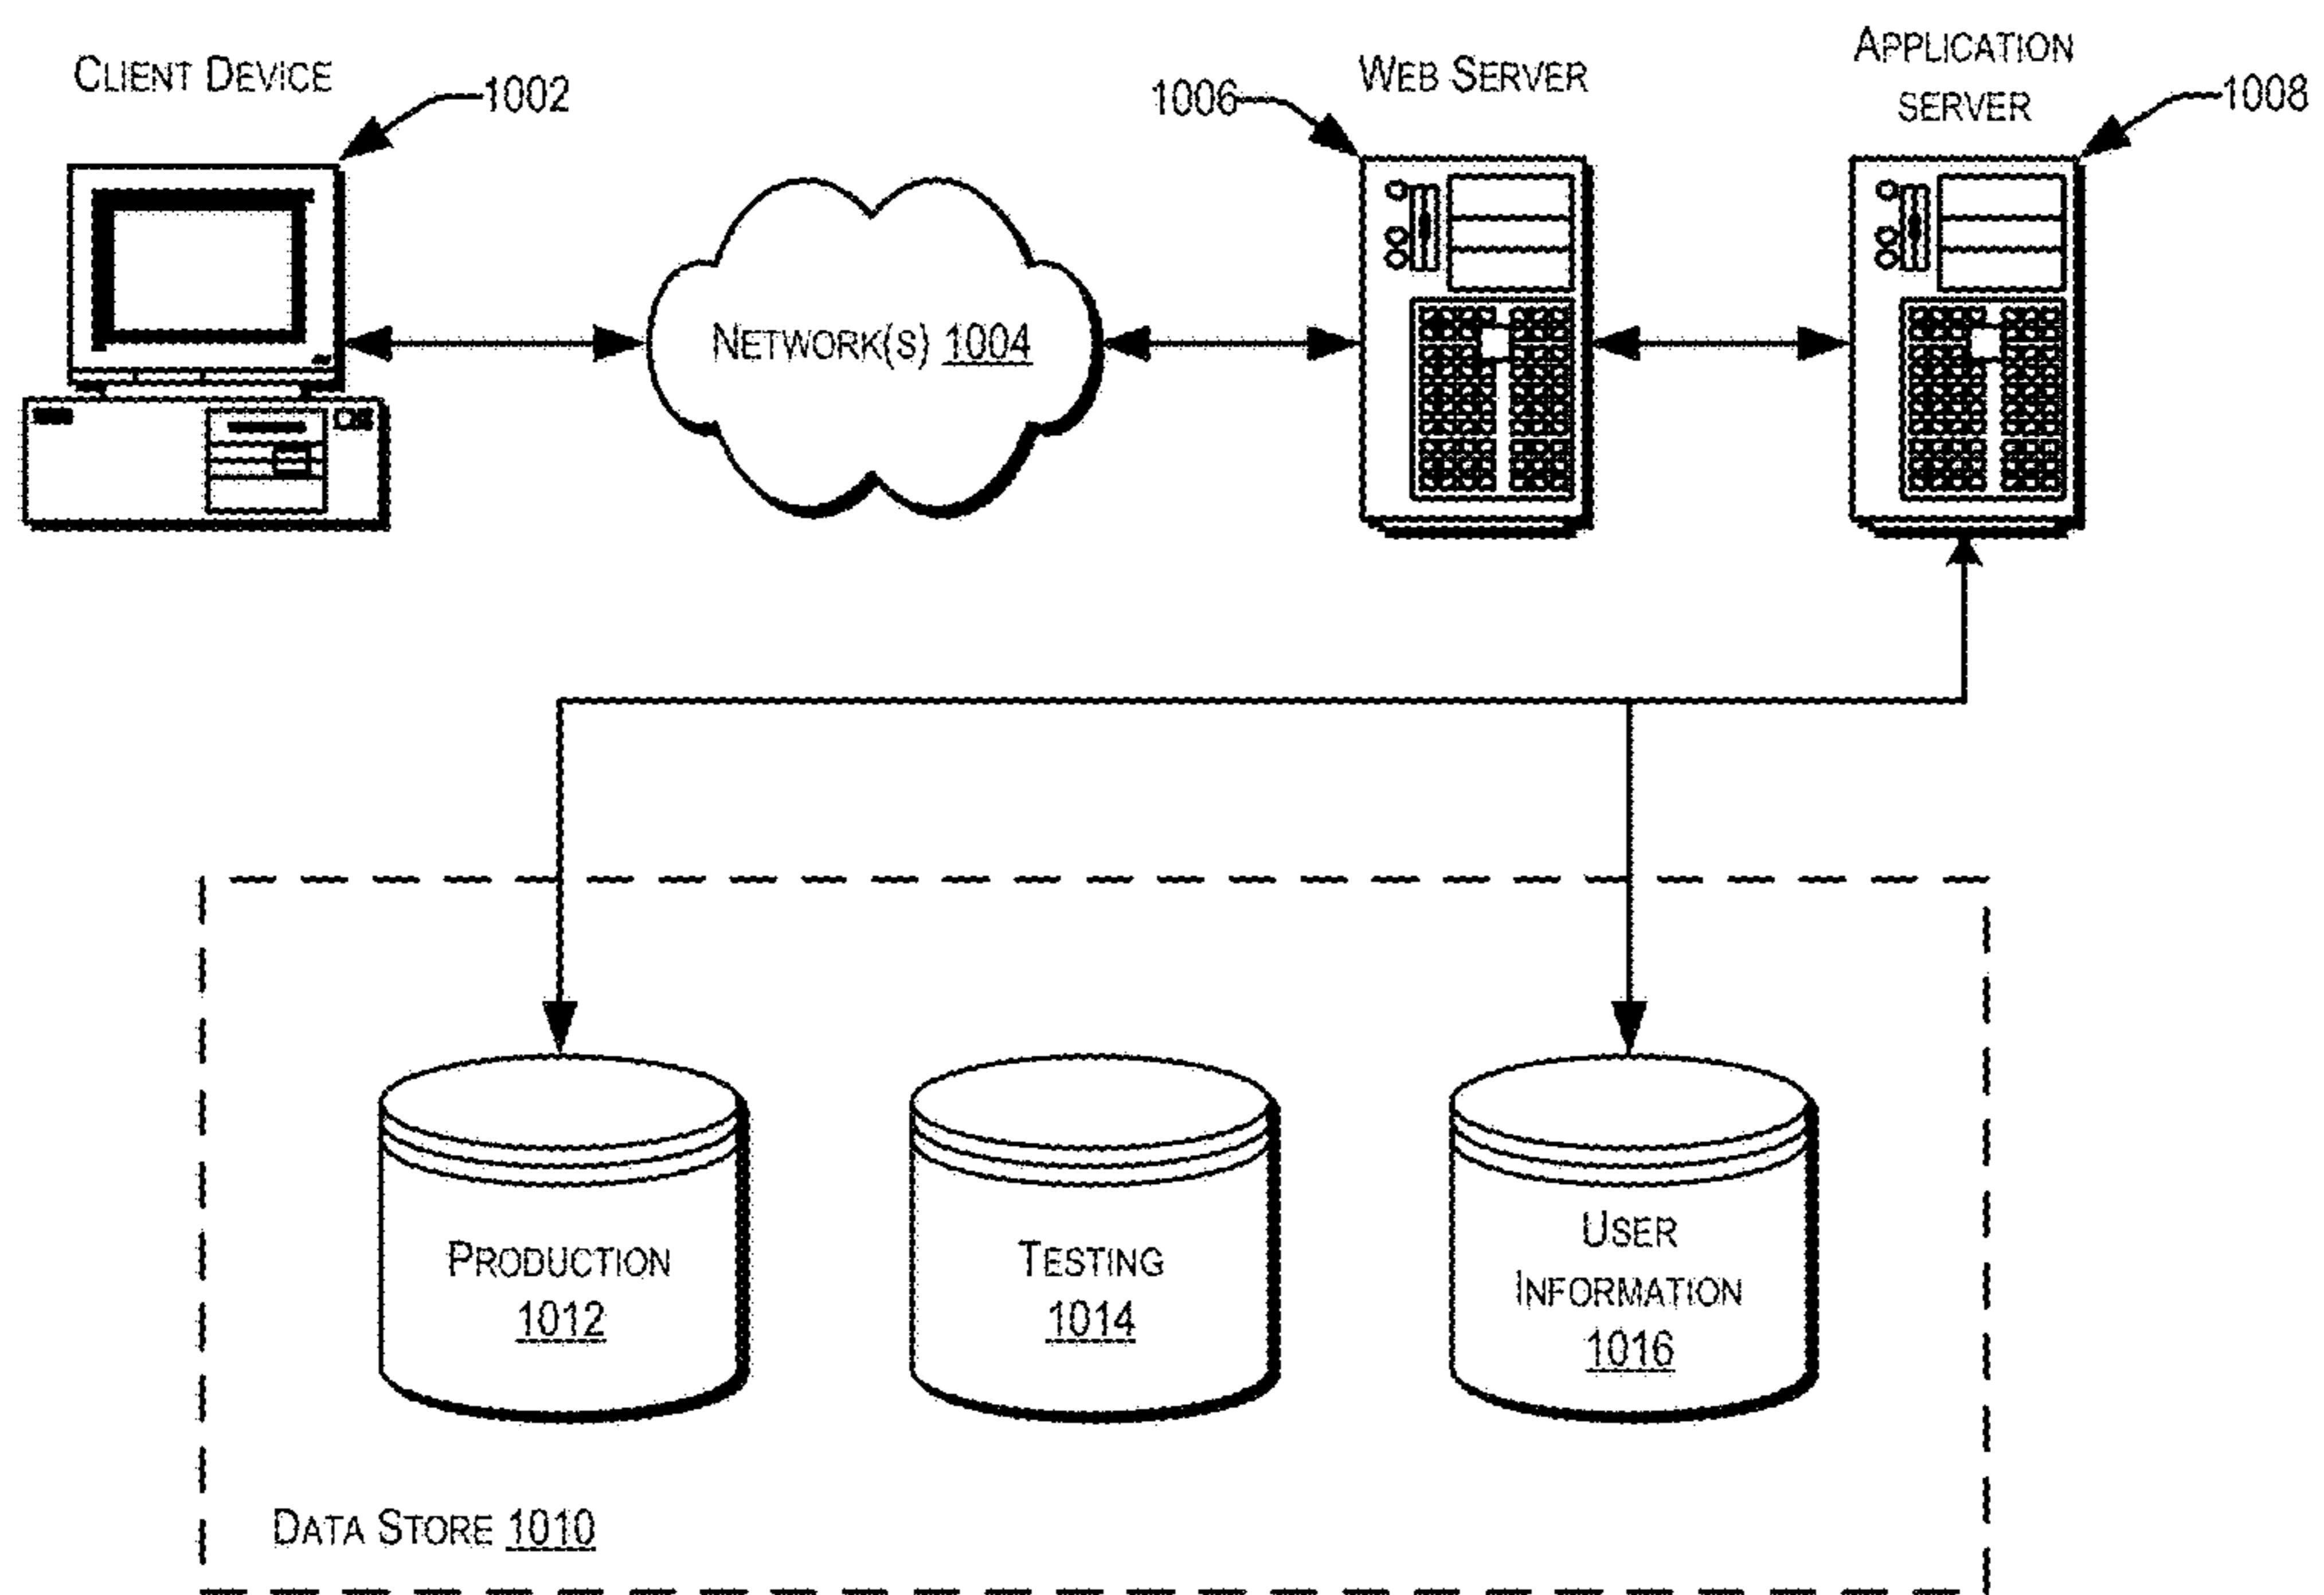 CLIENT DEVICE
1002
1006
WEB SERVER
APPLICATION
SERVER
1008
NETWORK(S) 1004
PRODUCTION
1012
TESTING
1014
USER
INFORMATION
1016
DATA STORE 1010